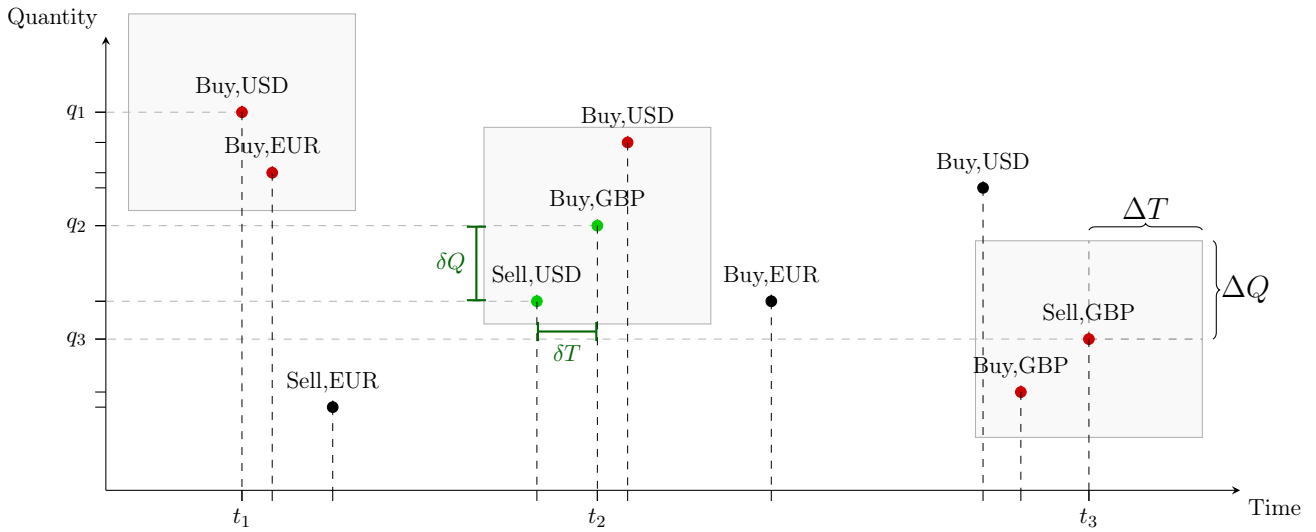 Quantity
Buy,USD
q₁
Buy,USD
Buy,EUR
Buy,USD
Buy,GBP
ΔT
q₂
δQ
Sell,USD
Buy,EUR
ΔQ
Sell,GBP
q₃
δT
Buy,GBP
Sell,EUR
Time
t₁
t₂
t₃